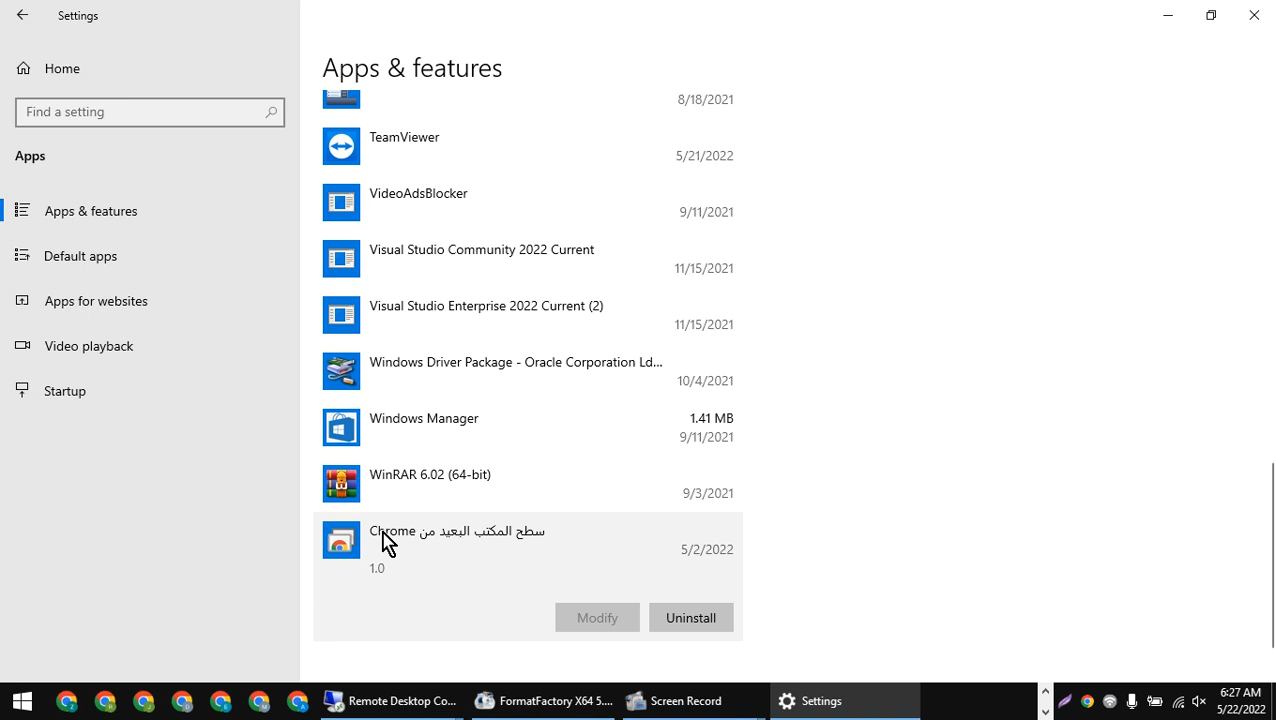 Settings
Home
Find a setting
Apps
Apps & features
Default apps
Apps for websites
Video playback
Startup
Apps & features
8/18/2021
TeamViewer
5/21/2022
VideoAdsBlocker
9/11/2021
Visual Studio Community 2022 Current
11/15/2021
Visual Studio Enterprise 2022 Current (2)
11/15/2021
Windows Driver Package - Oracle Corporation Ld...
10/4/2021
Windows Manager 1.41 MB
9/11/2021
WinRAR 6.02 (64-bit)
9/3/2021
سطح المكتب البعيد من Chrome
5/2/2022
1.0
Modify Uninstall
Remote Desktop Co... FormatFactory X64 5.... Screen Record Settings 6:27 AM
5/22/2022